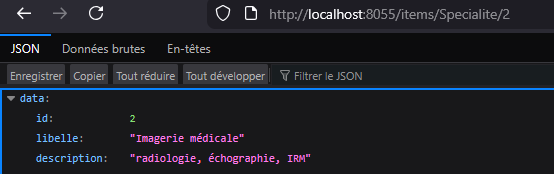 http://localhost:8055/items/Specialite/2
JSON Données brutes En-têtes
Enregistrer Copier Tout réduire Tout développer Filtrer le JSON
data:
id: 2
libelle: "Imagerie médicale"
description: "radiologie, échographie, IRM"